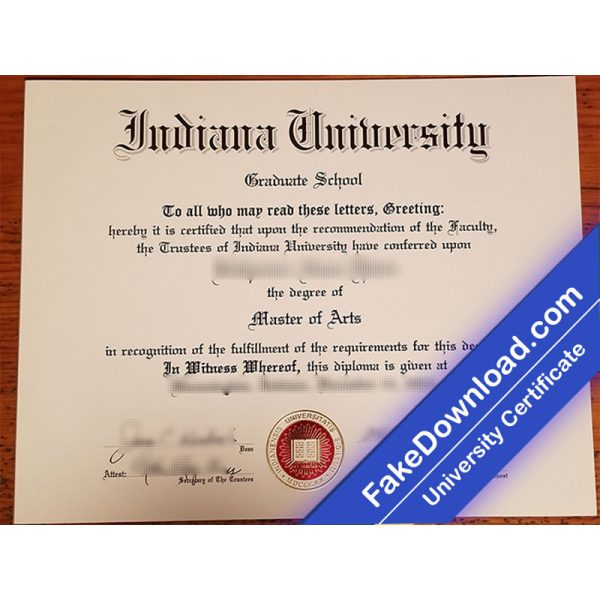 Indiana University
Graduate School
To all who may read these letters, Greeting:
hereby it is certified that upon the recommendation of the Faculty,
the Trustees of Indiana University have conferred upon
the degree of
Master of Arts
in recognition of the fulfillment of the requirements for this
In Witness Whereof, this diploma is given at
Dean
Attest:
Secretary of The Trustees
INDIANENSIS UNIVERSITATIS
MDCCCXX
FakeDownload.com
University Certificate